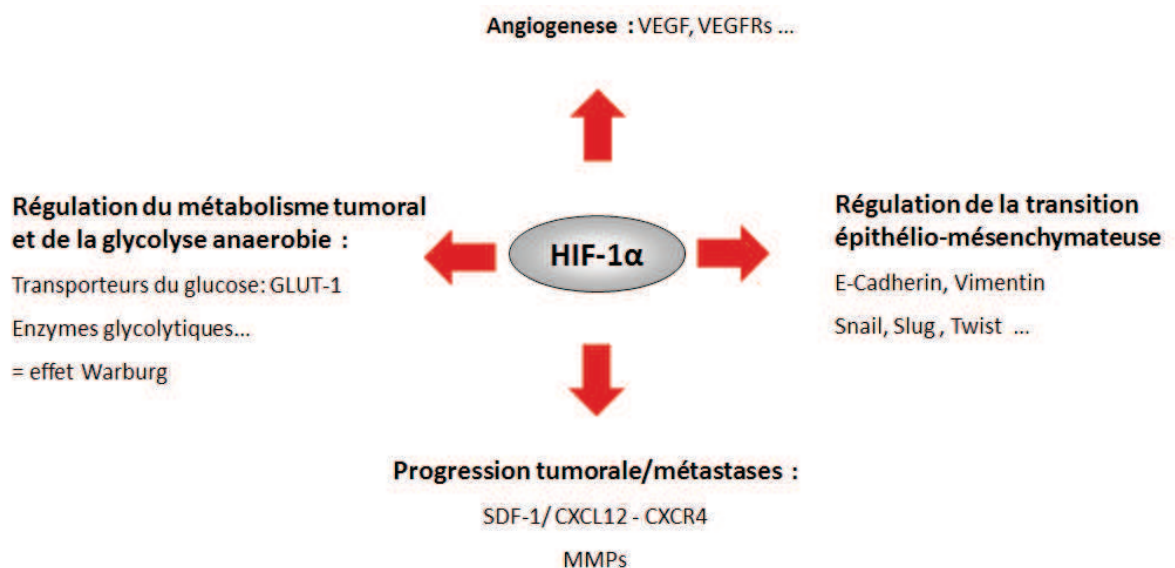 Angiogenese : VEGF, VEGFRs ...
Régulation du métabolisme tumoral
et de la glycolyse anaerobie :
Transporteurs du glucose: GLUT-1
Enzymes glycolytiques...
= effet Warburg
HIF-1α
Régulation de la transition
épithélio-mésenchymateuse
E-Cadherin, Vimentin
Snail, Slug , Twist ...
Progression tumorale/métastases :
SDF-1/ CXCL12 - CXCR4
MMPs